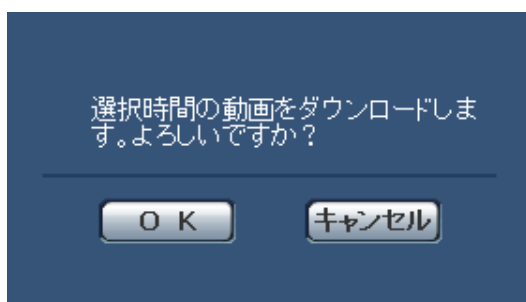 選択時間の動画をダウンロードしま
す。よろしいですか？
ＯＫ
キャンセル